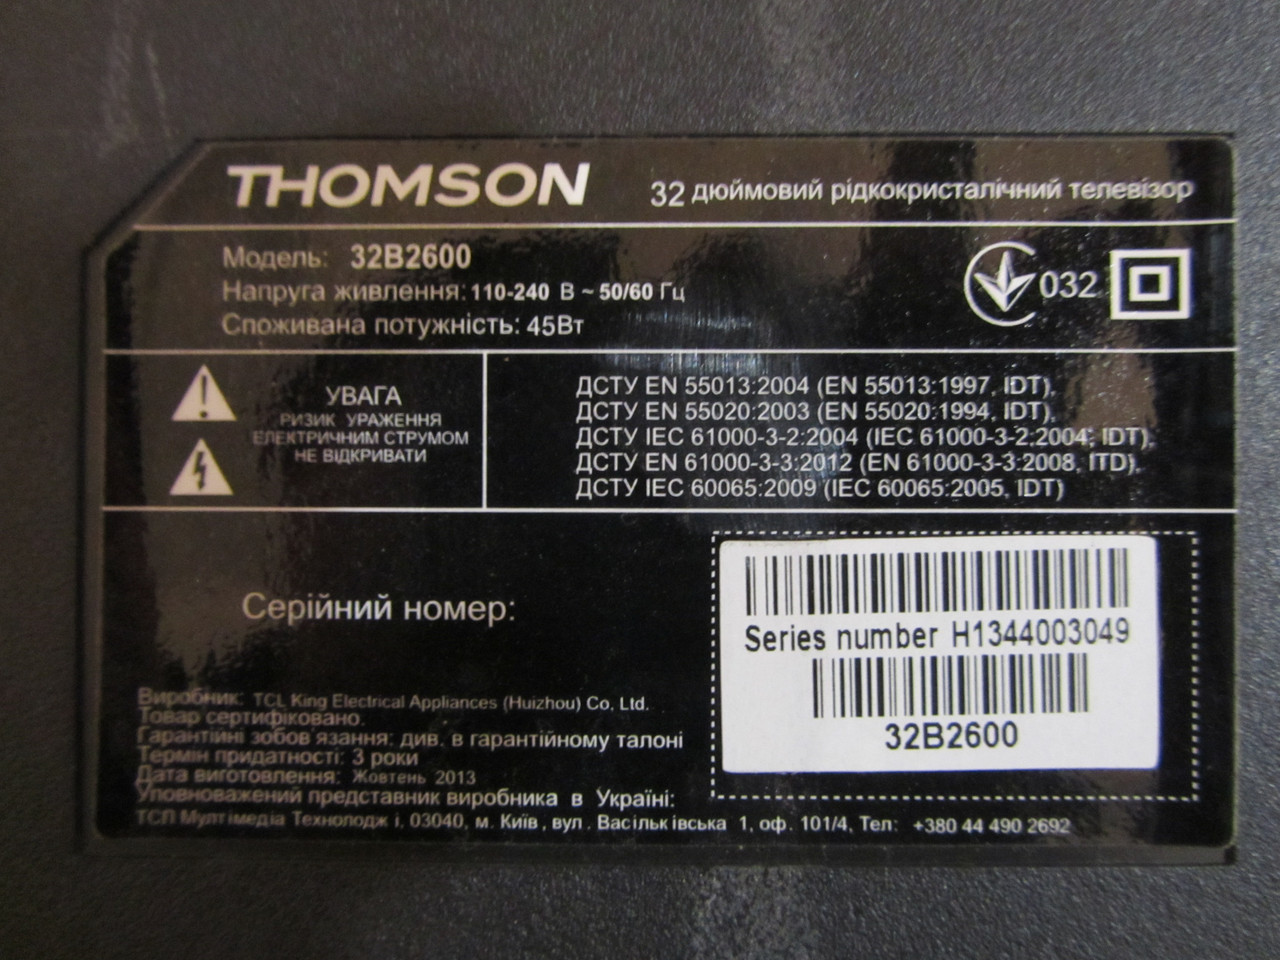 THOMSON
32 дюймовий рідкокристалічний телевізор
Модель: 32B2600
Напруга живлення: 110-240 В ~ 50/60 Гц
Споживана потужність: 45Вт
032
УВАГА
РИЗИК УРАЖЕННЯ
ЕЛЕКТРИЧНИМ СТРУМОМ
НЕ ВІДКРИВАТИ
ДСТУ EN 55013:2004 (EN 55013:1997, IDT),
ДСТУ EN 55020:2003 (EN 55020:1994, IDT),
ДСТУ IEC 61000-3-2:2004 (IEC 61000-3-2:2004, IDT),
ДСТУ EN 61000-3-3:2012 (EN 61000-3-3:2008, ITD),
ДСТУ IEC 60065:2009 (IEC 60065:2005, IDT)
Серійний номер:
Series number H1344003049
32B2600
Виробник: TCL King Electrical Appliances (Huizhou) Co, Ltd.
Товар сертифіковано.
Гарантійні зобов'язання: див. в гарантійному талоні
Термін придатності: 3 роки
Дата виготовлення: Жовтень 2013
Уповноважений представник виробника в Україні:
ТСЛ Мултімедіа Технолодж і, 03040, м. Київ, вул. Васільківська 1, оф. 101/4, Тел: +380 44 490 2692